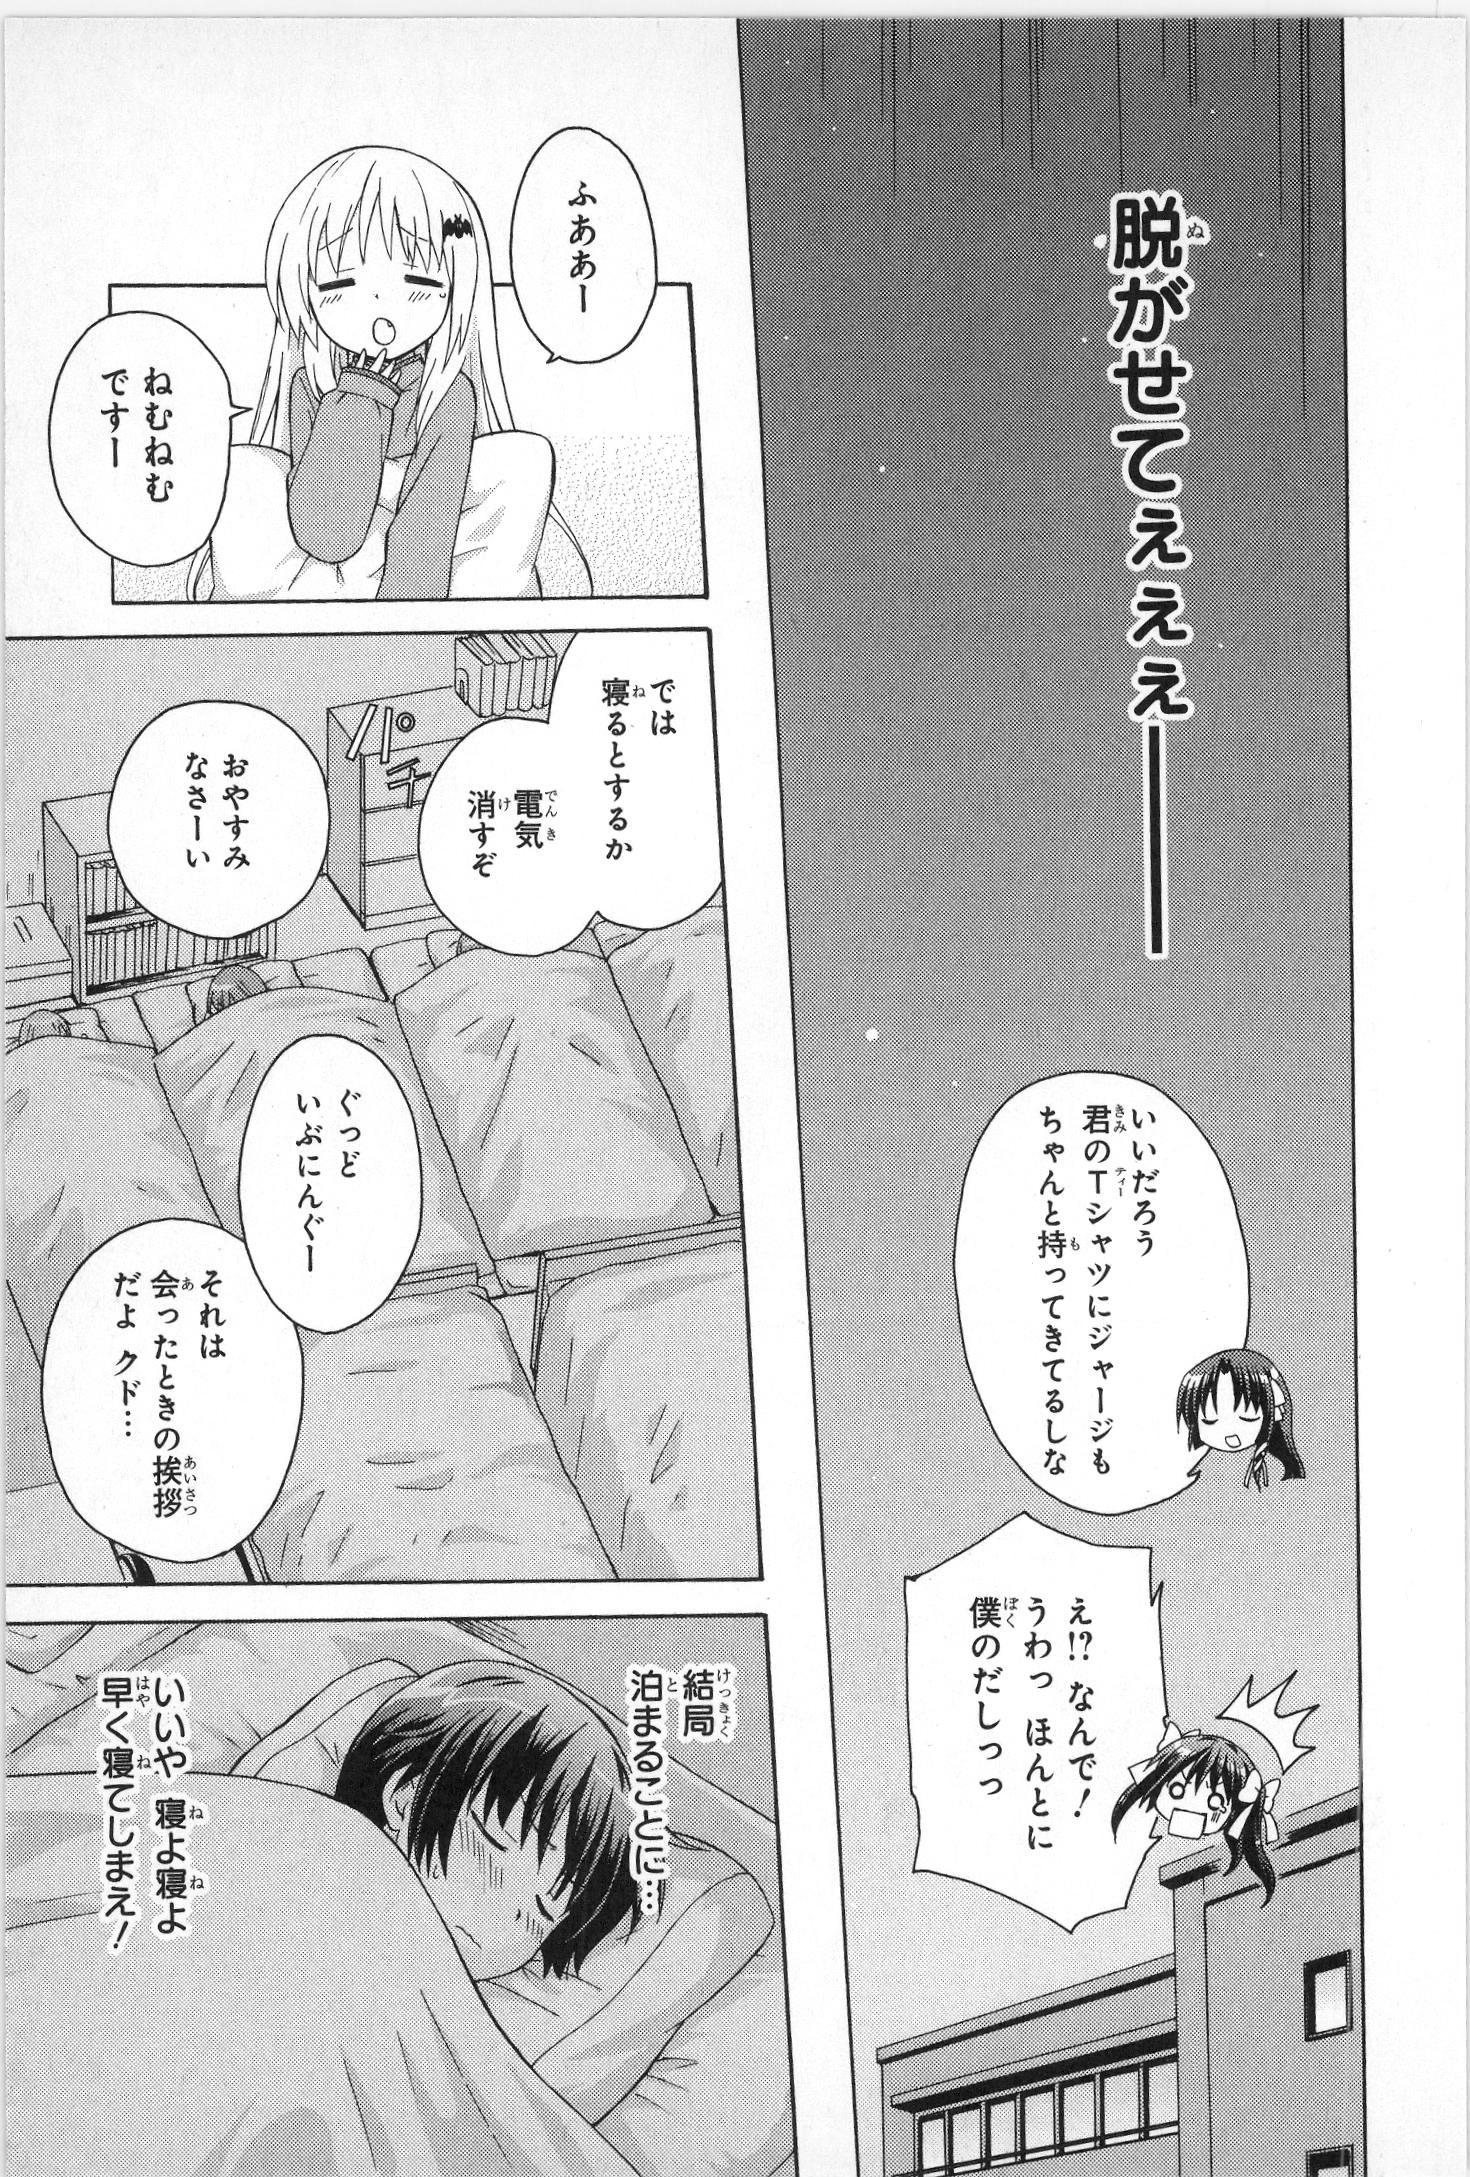 脱がせてぇぇぇ――――
いいだろう
君のTシャツにジャージも
ちゃんと持ってきてるしな
え!? なんで!
うわっ ほんとに
僕のだしっっ
ふああー
ねむねむ
ですー
では
寝るとするか
電気
消すぞ
パチ
おやすみ
なさーい
ぐっど
いぶにんぐー
それは
会ったときの挨拶
だよ クド…
結局
泊まることに…
いいや 寝よ寝よ
早く寝てしまえ!